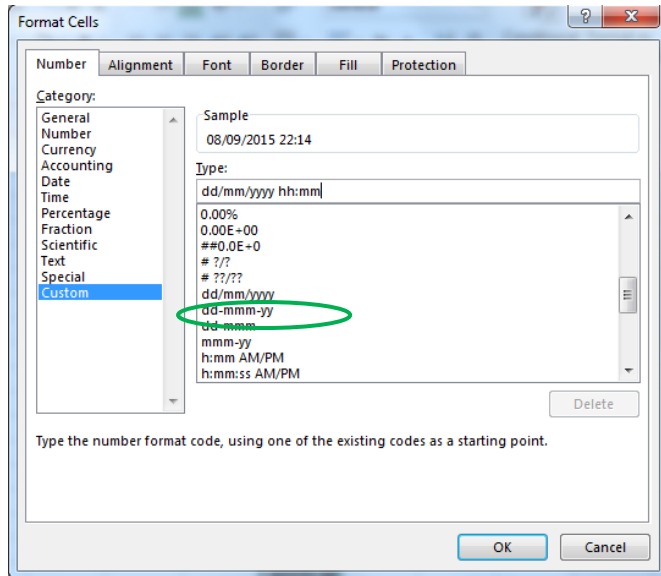 Format Cells
Number Alignment Font Border Fill Protection
Category:
General
Number
Currency
Accounting
Date
Time
Percentage
Fraction
Scientific
Text
Special
Custom
Sample
08/09/2015 22:14
Type:
dd/mm/yyyy hh:mm
0.00%
0.00E+00
##0.0E+0
# ?/?
# ??/??
dd/mm/yyyy
dd-mmm-yy
dd-mmm
mmm-yy
h:mm AM/PM
h:mm:ss AM/PM
Delete
Type the number format code, using one of the existing codes as a starting point.
OK Cancel